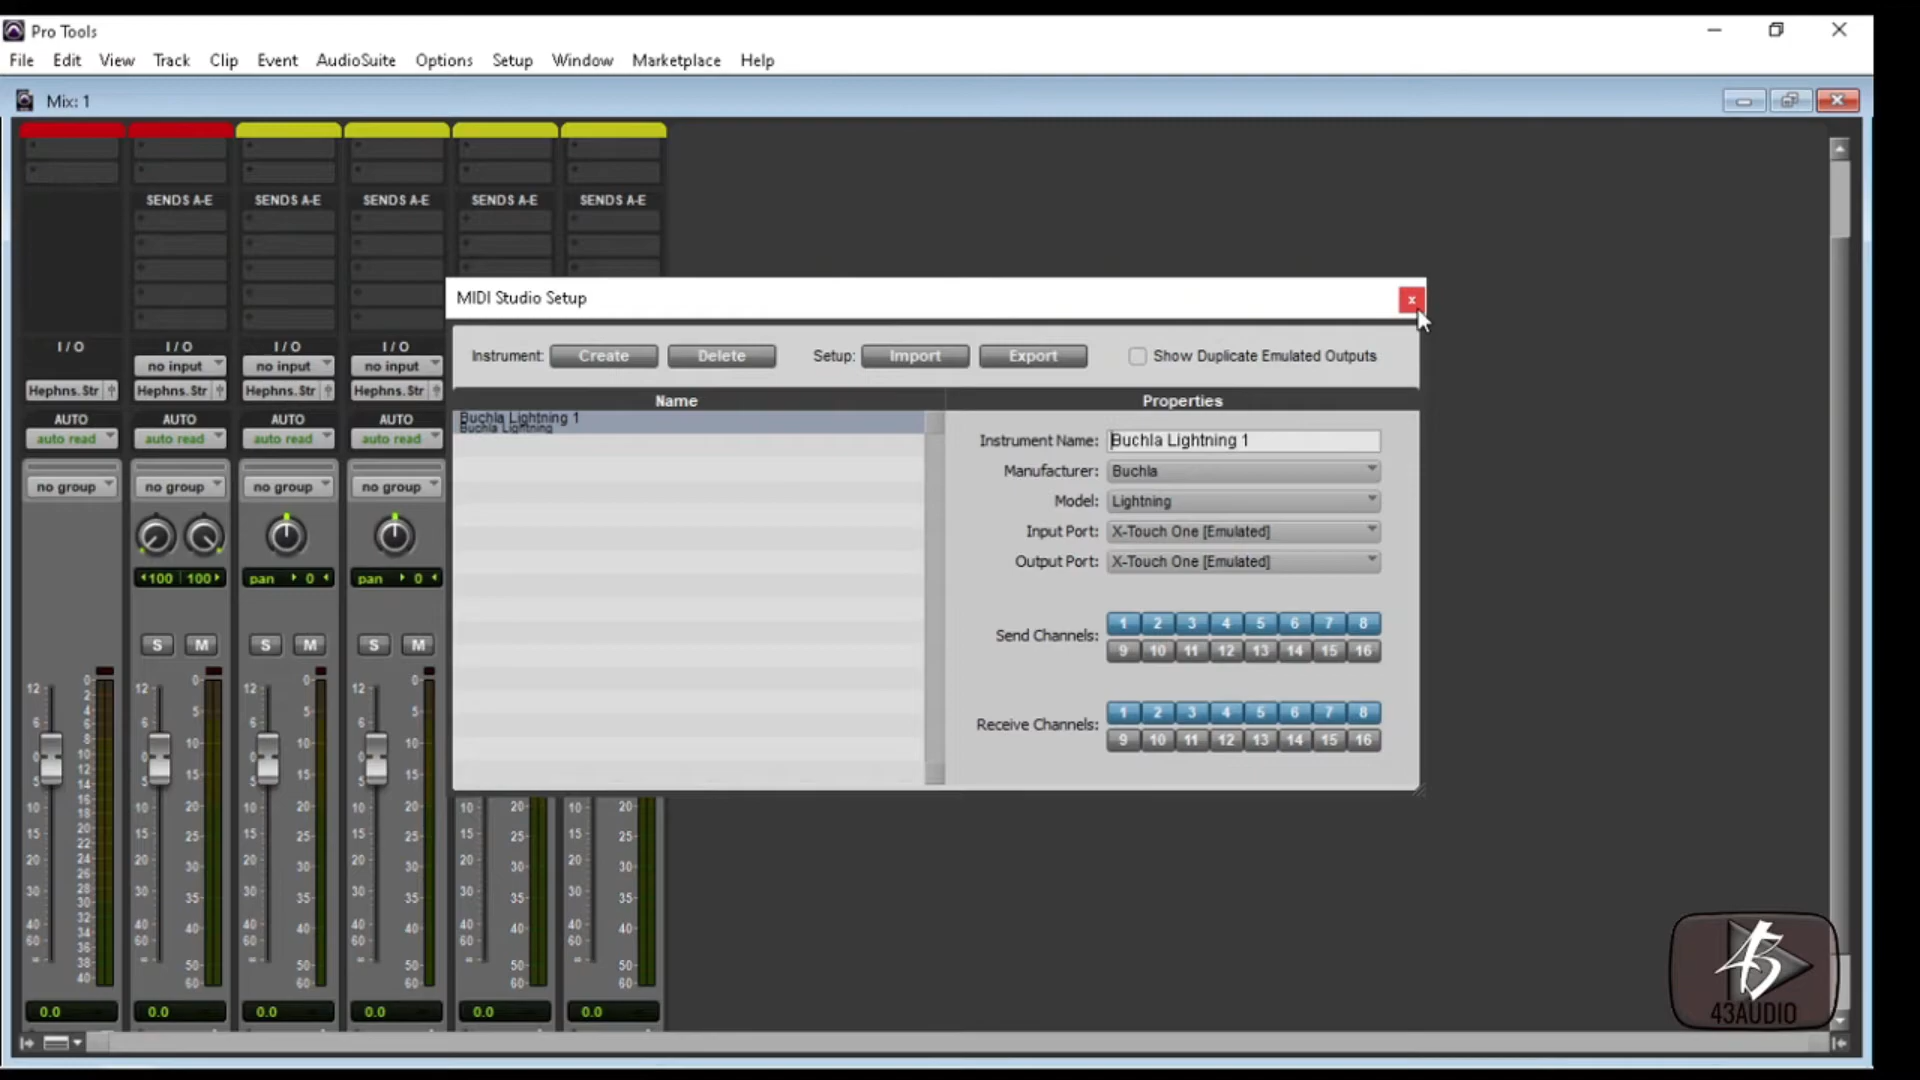 Pro Tools
File Edit View Track Clip Event AudioSuite Options Setup Window Marketplace Help
Mix: 1
SENDS A-E SENDS A-E SENDS A-E SENDS A-E SENDS A-E
MIDI Studio Setup
x
Instrument: Create Delete Setup: Import Export Show Duplicate Emulated Outputs
Name Properties
Buchla Lightning 1
Buchla Lightning
Instrument Name: Buchla Lightning 1
Manufacturer: Buchla
Model: Lightning
Input Port: X-Touch One [Emulated]
Output Port: X-Touch One [Emulated]
Send Channels:
1 2 3 4 5 6 7 8
9 10 11 12 13 14 15 16
Receive Channels:
1 2 3 4 5 6 7 8
9 10 11 12 13 14 15 16
I/O I/O I/O I/O
no input no input no input
Hephns.Str Hephns.Str Hephns.Str Hephns.Str
AUTO AUTO AUTO AUTO
auto read auto read auto read auto read
no group no group no group no group
100 100 pan 0 pan 0
S M S M S M
0.0 0.0 0.0 0.0 0.0 0.0
43AUDIO